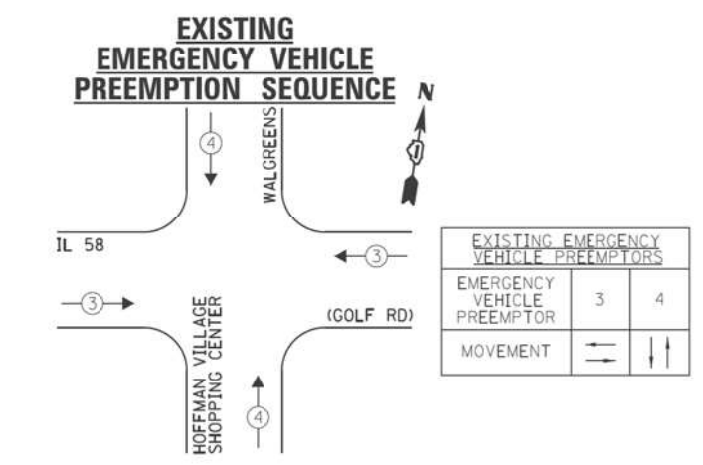 EXISTING
EMERGENCY VEHICLE
PREEMPTION SEQUENCE
N
4
WALGREENS
IL 58
3
3
(GOLF RD)
HOFFMAN VILLAGE
SHOPPING CENTER
4
EXISTING EMERGENCY
VEHICLE PREEMPTORS
EMERGENCY
VEHICLE
PREEMPTOR
3
4
MOVEMENT